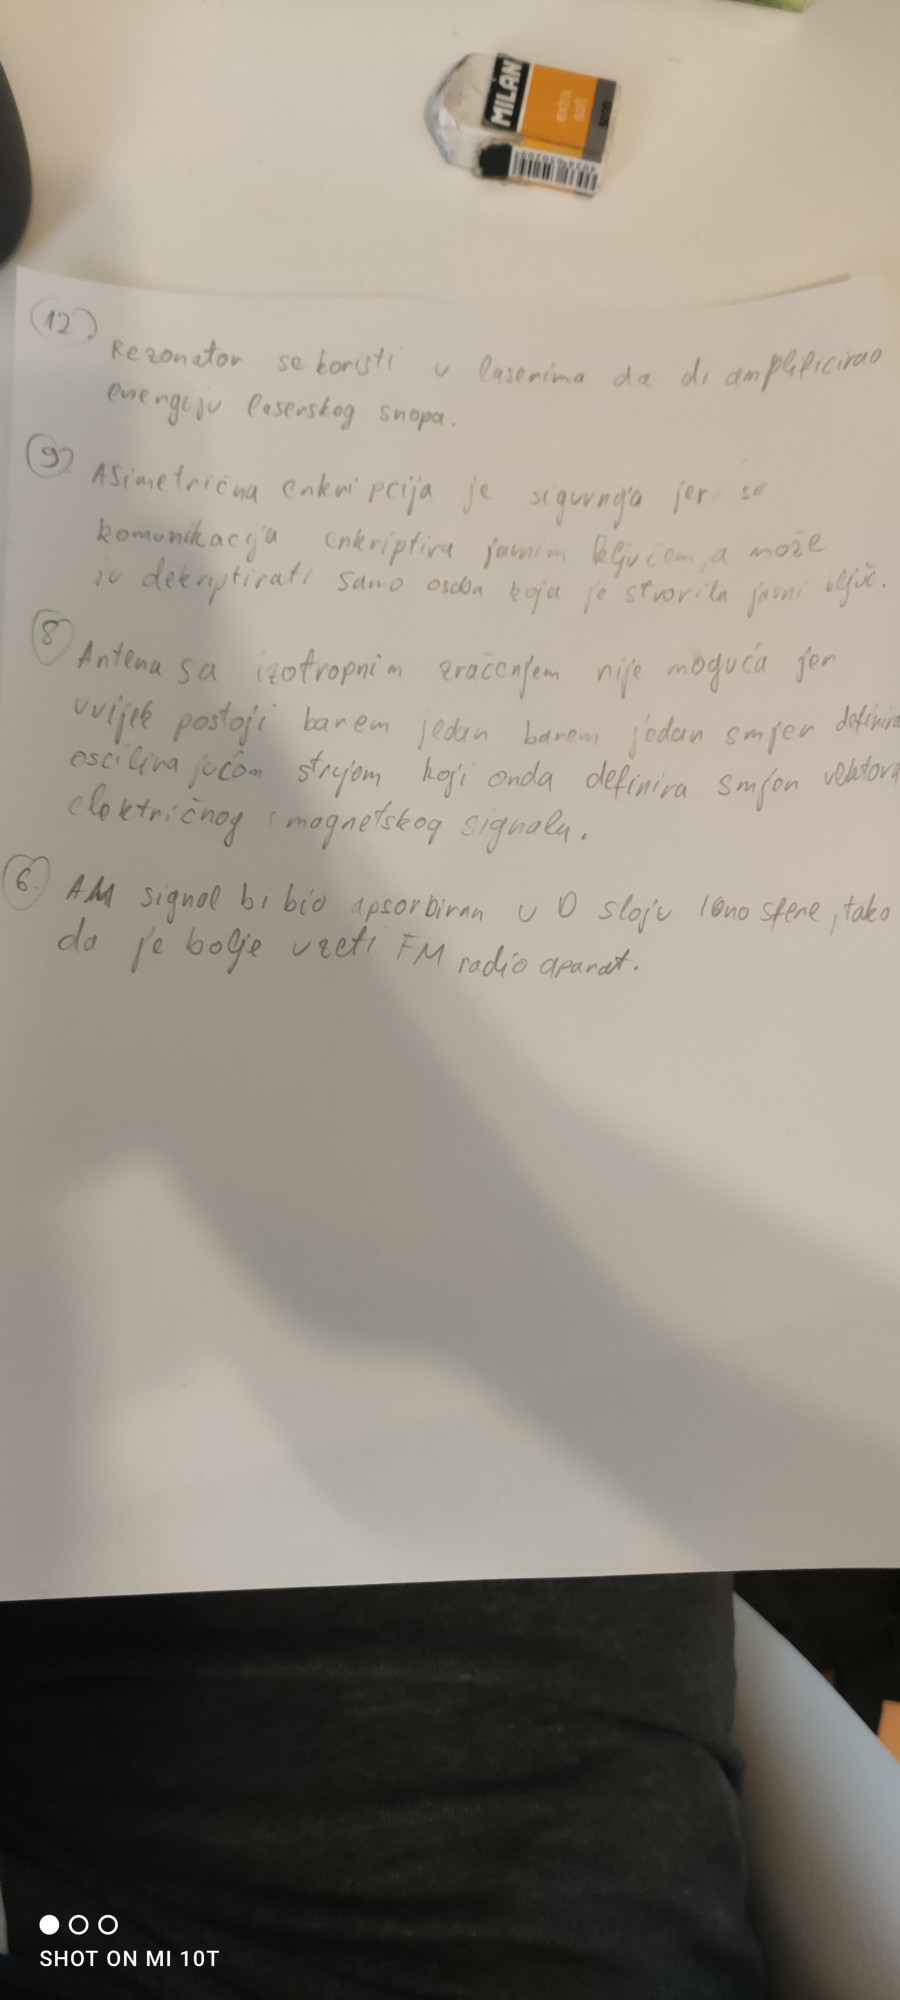 MILAN
extra
soft
12.
Rezonator se koristi u laserima da bi amplificirao
energiju laserskog snopa.
9.
Asimetrična enkripcija je sigurnija jer se
komunikacija enkriptira javnim ključem, a može
ju dekriptirati samo osoba koja je stvorila javni ključ.
8
Antena sa izotropnim zračenjem nije moguća jer
uvijek postoji barem jedan barem jedan smjer definira
oscilirajućom strujom koji onda definira smjer vektora
električnog i magnetskog signala.
6.
AM signal bi bio apsorbiran u D sloju ionosfere, tako
da je bolje uzeti FM radio aparat.
SHOT ON MI 10T